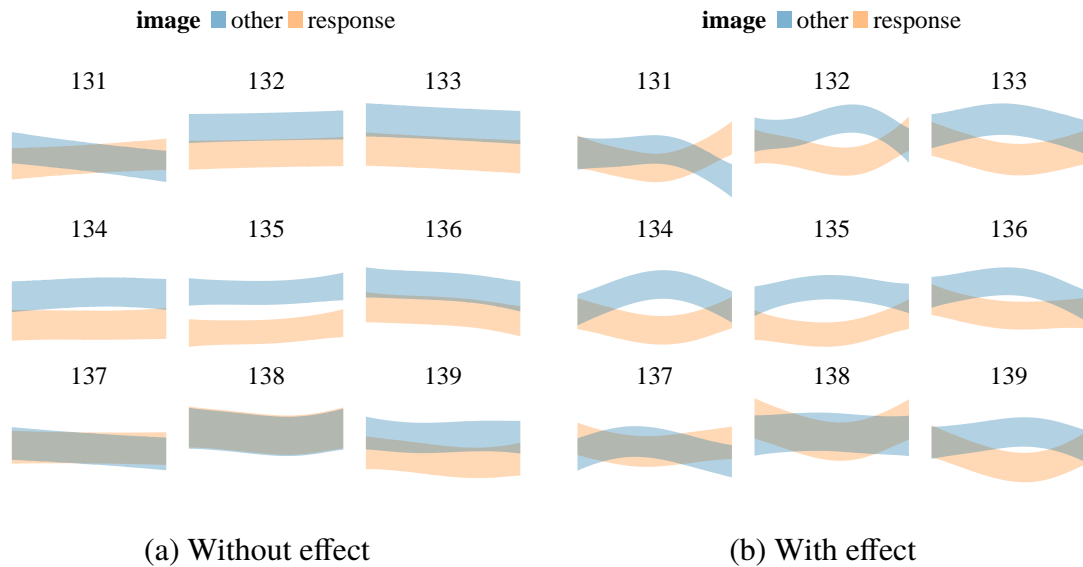 image other response
131 132 133
134 135 136
137 138 139
(a) Without effect
image other response
131 132 133
134 135 136
137 138 139
(b) With effect